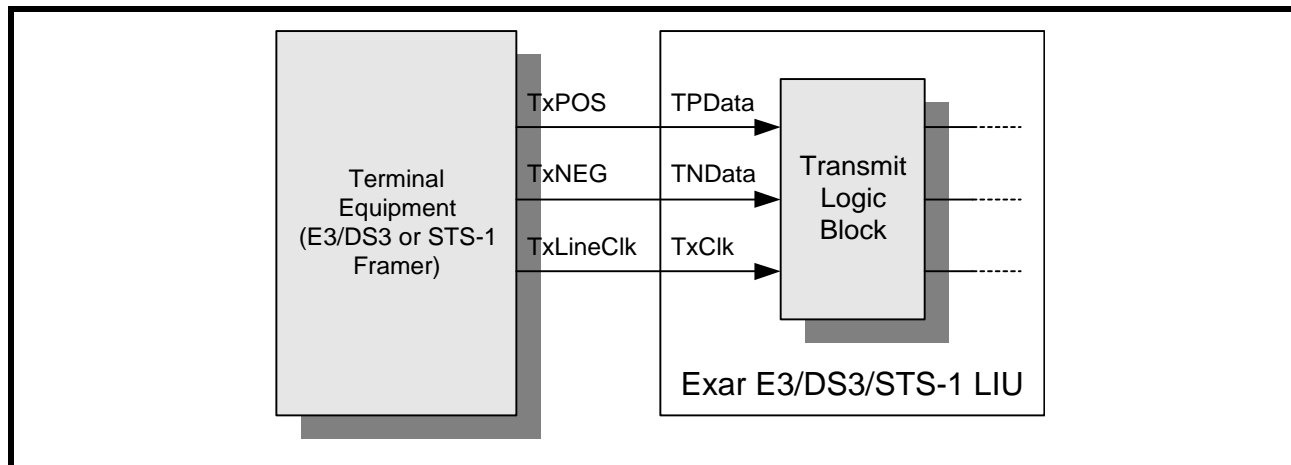 TxPOS TPData
TxNEG TNData
TxLineClk TxClk
Terminal
Equipment
(E3/DS3 or STS-1
Framer)
Transmit
Logic
Block
Exar E3/DS3/STS-1 LIU